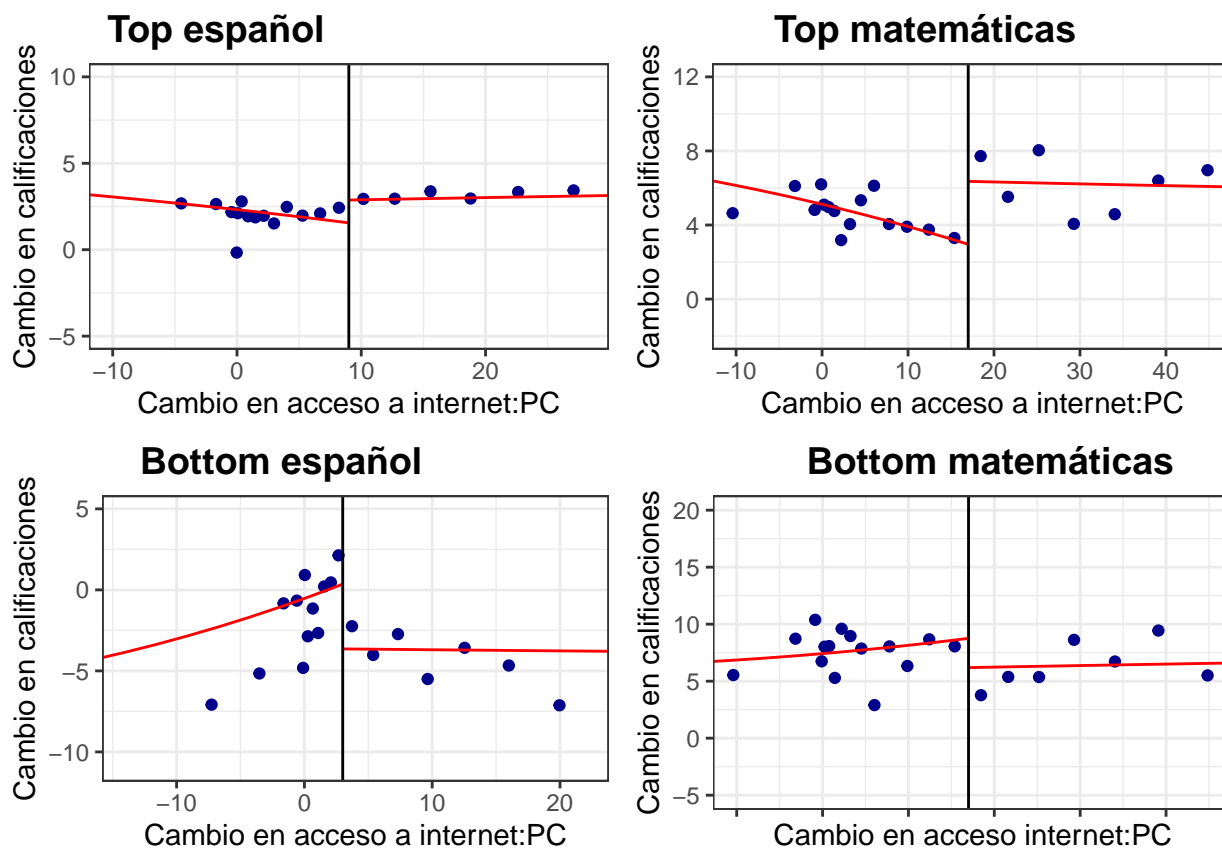 Top español
Cambio en calificaciones
10
5
0
−5
−10 0 10 20
Cambio en acceso a internet:PC
Top matemáticas
Cambio en calificaciones
12
8
4
0
−10 0 10 20 30 40
Cambio en acceso a internet:PC
Bottom español
Cambio en calificaciones
5
0
−5
−10
−10 0 10 20
Cambio en acceso a internet:PC
Bottom matemáticas
Cambio en calificaciones
20
15
10
5
0
−5
Cambio en acceso internet:PC